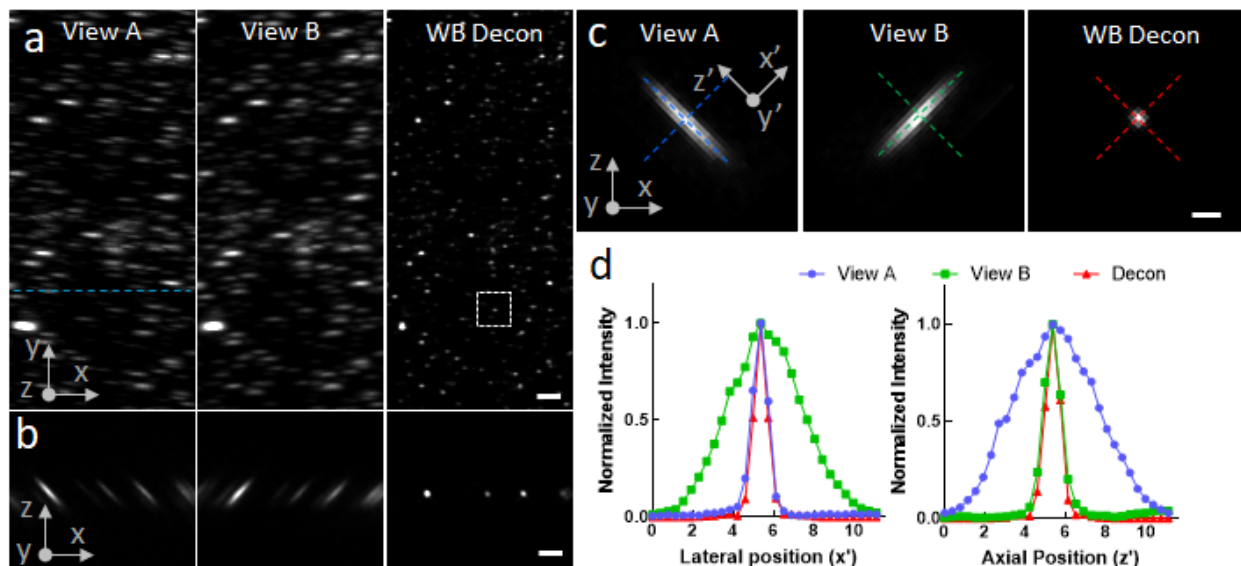 a
View A
View B
WB Decon
y
x
z
b
z
x
y
c
View A
View B
WB Decon
z'
x'
y'
z
x
y
d
View A
View B
Decon
Normalized Intensity
1.0
0.5
0.0
0 2 4 6 8 10
Lateral position (x')
Normalized Intensity
1.0
0.5
0.0
0 2 4 6 8 10
Axial Position (z')